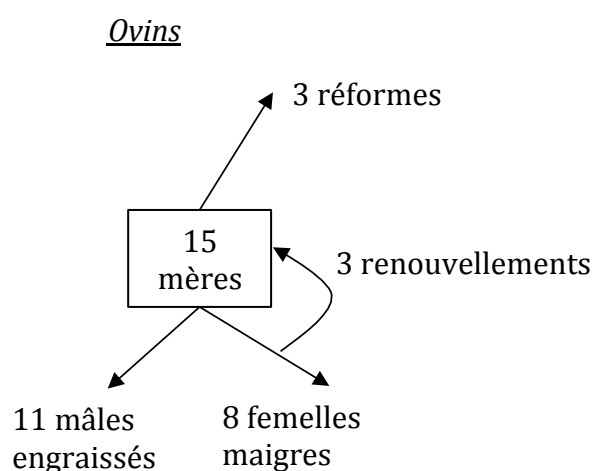 Ovins
3 réformes
15
mères
3 renouvellements
11 mâles
engraissés
8 femelles
maigres